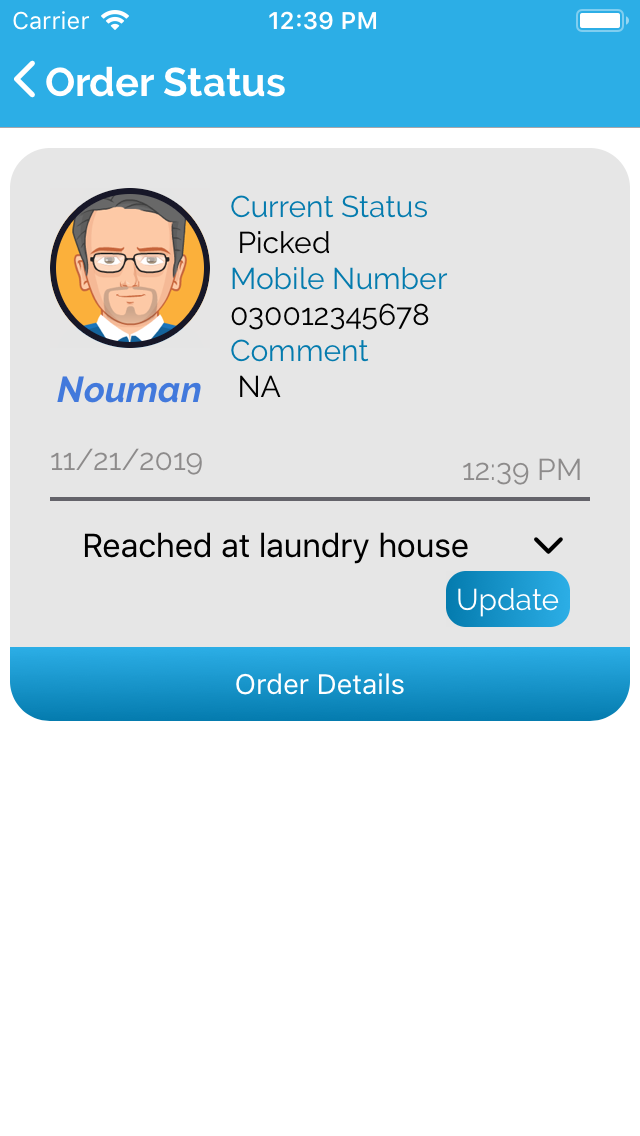 Carrier 12:39 PM
Order Status
Current Status
Picked
Mobile Number
030012345678
Comment
NA
Nouman
11/21/2019 12:39 PM
Reached at laundry house
Update
Order Details